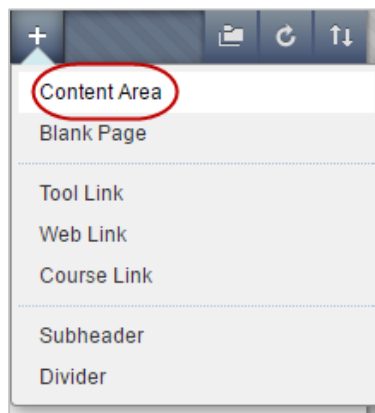 Content Area
Blank Page
Tool Link
Web Link
Course Link
Subheader
Divider